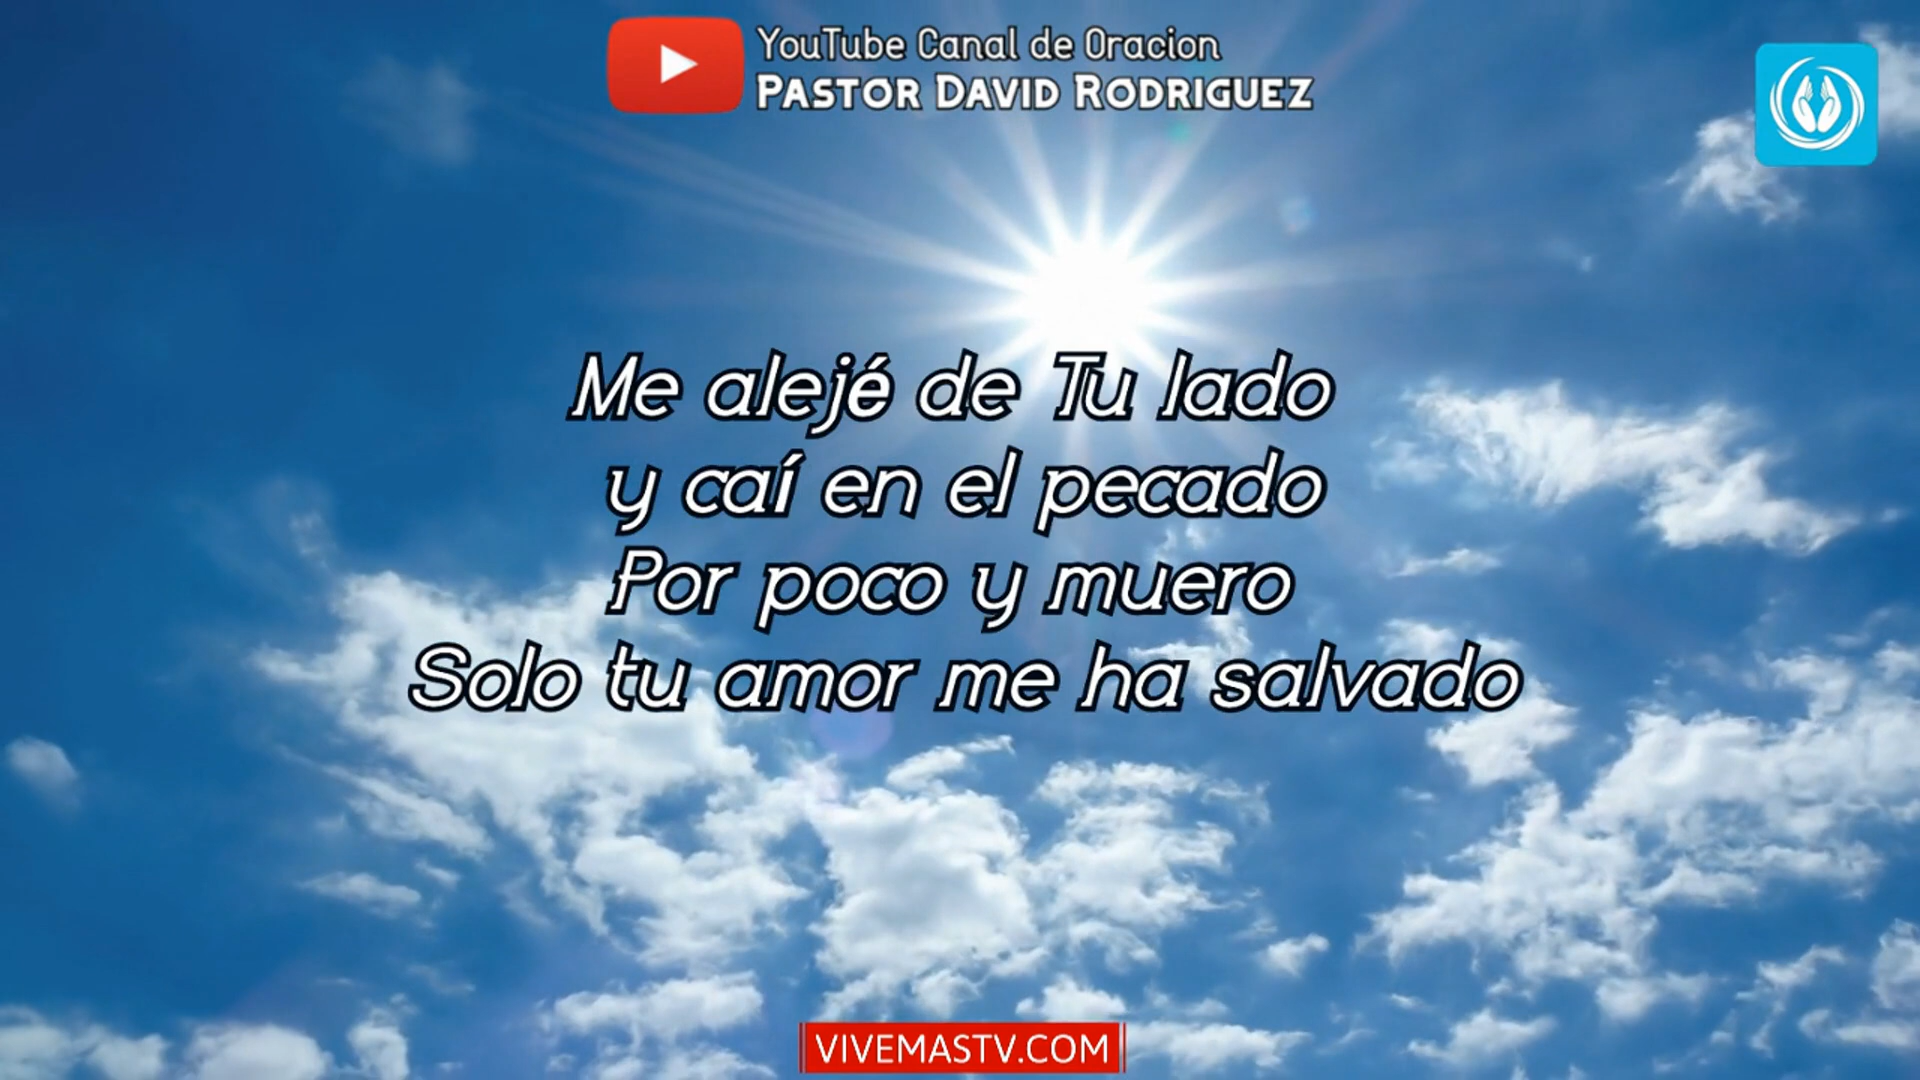 YouTube Canal de Oracion
PASTOR DAVID RODRIGUEZ
Me alejé de Tu lado
y caí en el pecado
Por poco y muero
Solo tu amor me ha salvado
VIVEMASTV.COM